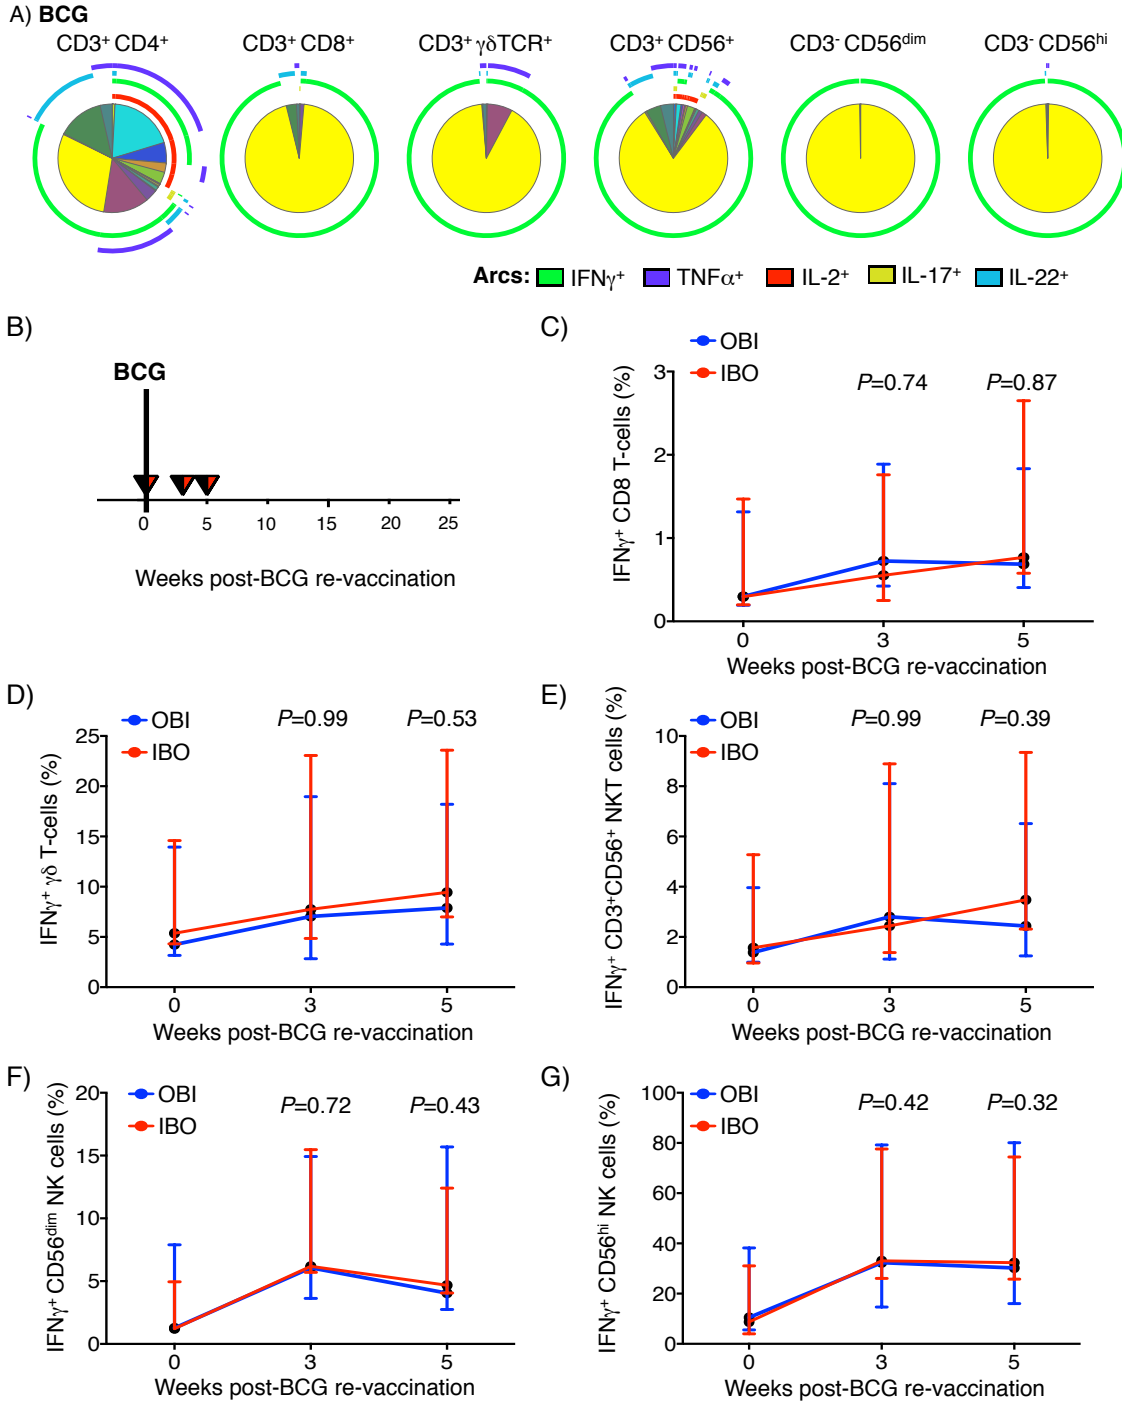 A) BCG
CD3⁺ CD4⁺ CD3⁺ CD8⁺ CD3⁺ γδTCR⁺ CD3⁺ CD56⁺ CD3⁻ CD56ᵈⁱᵐ CD3⁻ CD56ʰⁱ
Arcs: IFNγ⁺ TNFα⁺ IL-2⁺ IL-17⁺ IL-22⁺
B)
BCG
0 5 10 15 20 25
Weeks post-BCG re-vaccination
C)
OBI
IBO
P=0.74 P=0.87
IFNγ⁺ CD8 T-cells (%)
3
2
1
0
0 3 5
Weeks post-BCG re-vaccination
D)
OBI
IBO
P=0.99 P=0.53
IFNγ⁺ γδ T-cells (%)
25
20
15
10
5
0
0 3 5
Weeks post-BCG re-vaccination
E)
OBI
IBO
P=0.99 P=0.39
IFNγ⁺ CD3⁺CD56⁺ NKT cells (%)
10
8
6
4
2
0
0 3 5
Weeks post-BCG re-vaccination
F)
OBI
IBO
P=0.72 P=0.43
IFNγ⁺ CD56ᵈⁱᵐ NK cells (%)
20
15
10
5
0
0 3 5
Weeks post-BCG re-vaccination
G)
OBI
IBO
P=0.42 P=0.32
IFNγ⁺ CD56ʰⁱ NK cells (%)
100
80
60
40
20
0
0 3 5
Weeks post-BCG re-vaccination